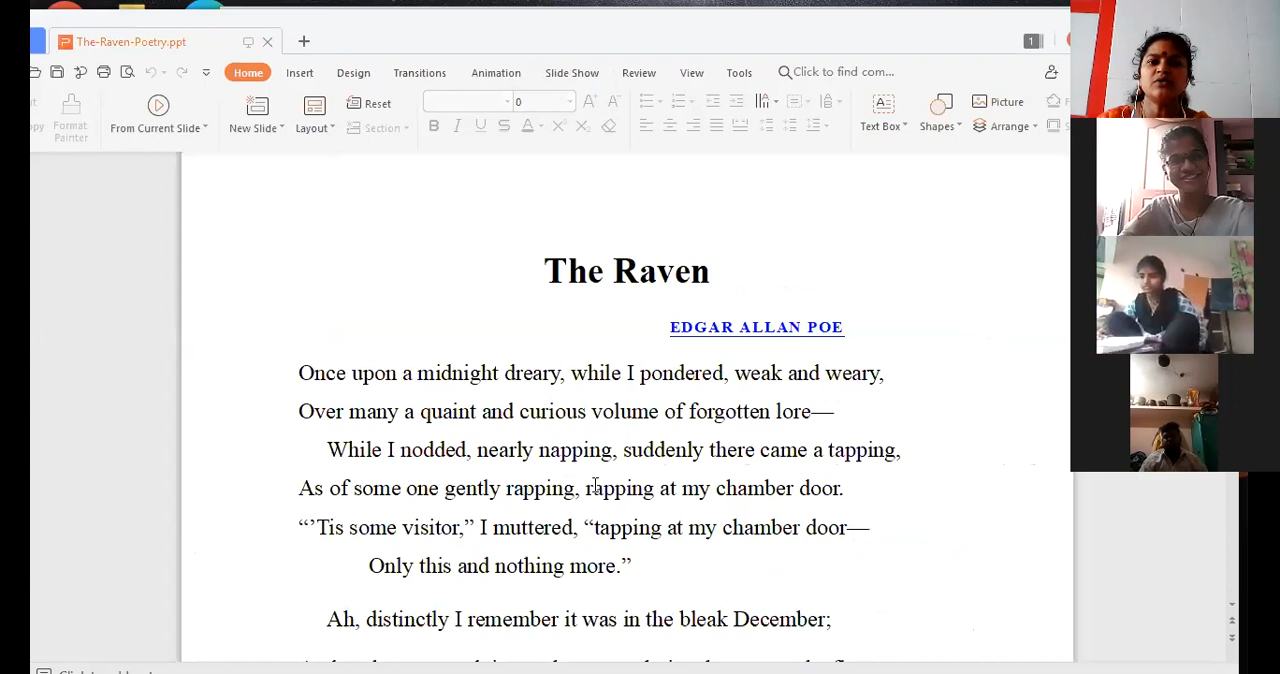 The-Raven-Poetry.ppt
1
Home Insert Design Transitions Animation Slide Show Review View Tools Click to find com...
Format Painter
From Current Slide
New Slide
Layout
Reset
Section
0
B I U S A X² X₂
Text Box
Shapes
Picture
Arrange
The Raven
EDGAR ALLAN POE
Once upon a midnight dreary, while I pondered, weak and weary,
Over many a quaint and curious volume of forgotten lore—
While I nodded, nearly napping, suddenly there came a tapping,
As of some one gently rapping, rapping at my chamber door.
“’Tis some visitor,” I muttered, “tapping at my chamber door—
Only this and nothing more.”
Ah, distinctly I remember it was in the bleak December;